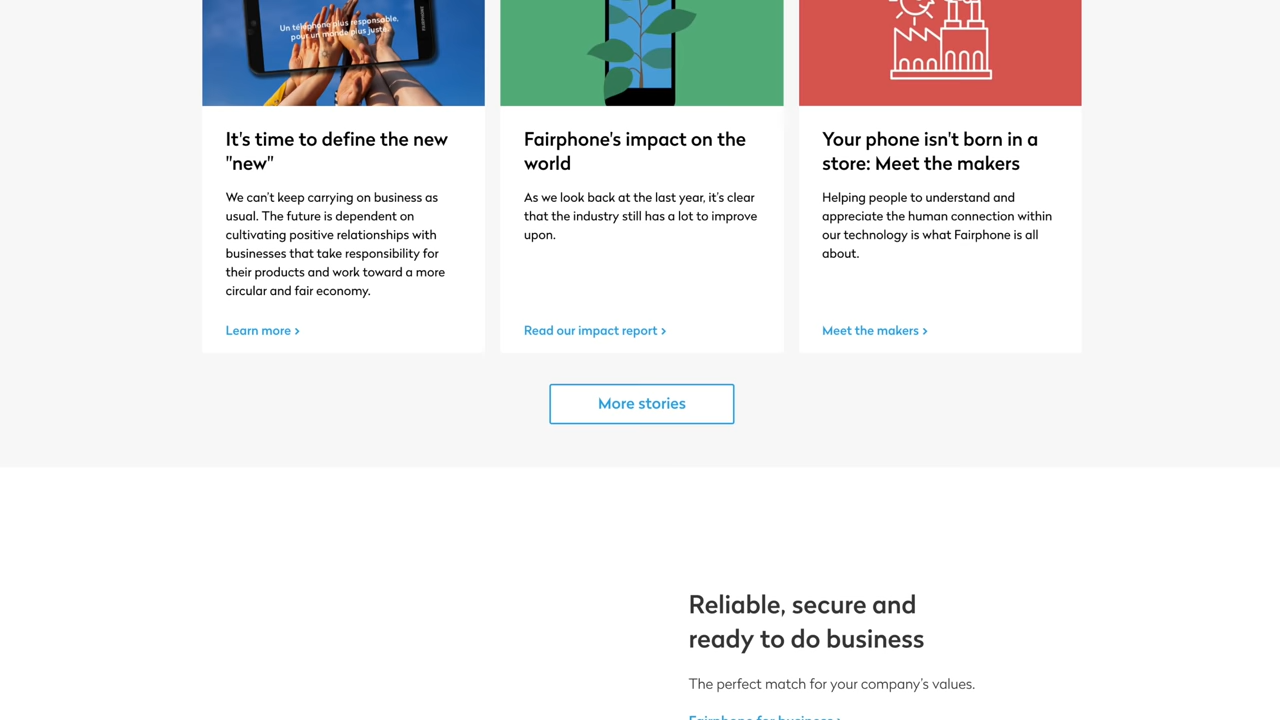 Un téléphone plus responsable,
pour un monde plus juste.
FAIRPHONE
It's time to define the new
"new"
We can't keep carrying on business as
usual. The future is dependent on
cultivating positive relationships with
businesses that take responsibility for
their products and work toward a more
circular and fair economy.
Learn more ›
Fairphone's impact on the
world
As we look back at the last year, it's clear
that the industry still has a lot to improve
upon.
Read our impact report ›
Your phone isn't born in a
store: Meet the makers
Helping people to understand and
appreciate the human connection within
our technology is what Fairphone is all
about.
Meet the makers ›
More stories
Reliable, secure and
ready to do business
The perfect match for your company's values.
Fairphone for business ›